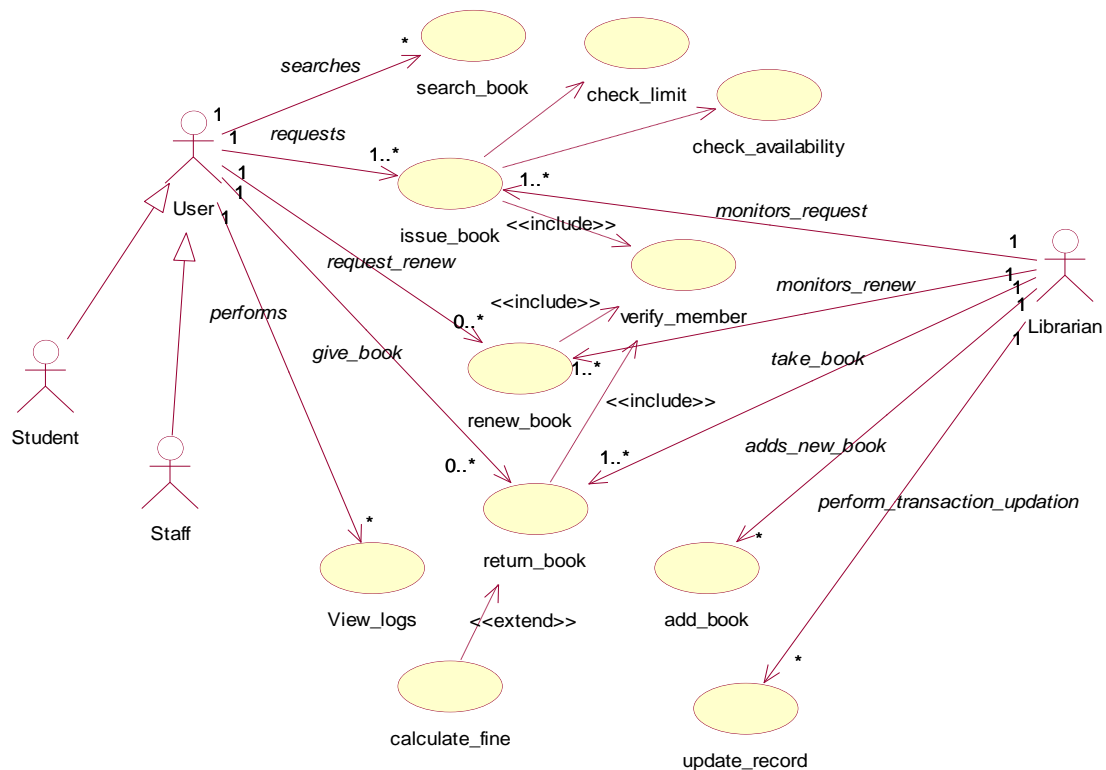 *
searches
search_book
check_limit
1
requests
1
1..*
check_availability
1
User
1
1
1..*
monitors_request
issue_book
<<include>>
1
request_renew
<<include>>
monitors_renew
1
1
1
Librarian
performs
0..*
verify_member
1
give_book
1..*
take_book
Student
renew_book
<<include>>
0..*
1..*
adds_new_book
perform_transaction_updation
Staff
*
return_book
*
View_logs
<<extend>>
add_book
*
calculate_fine
update_record